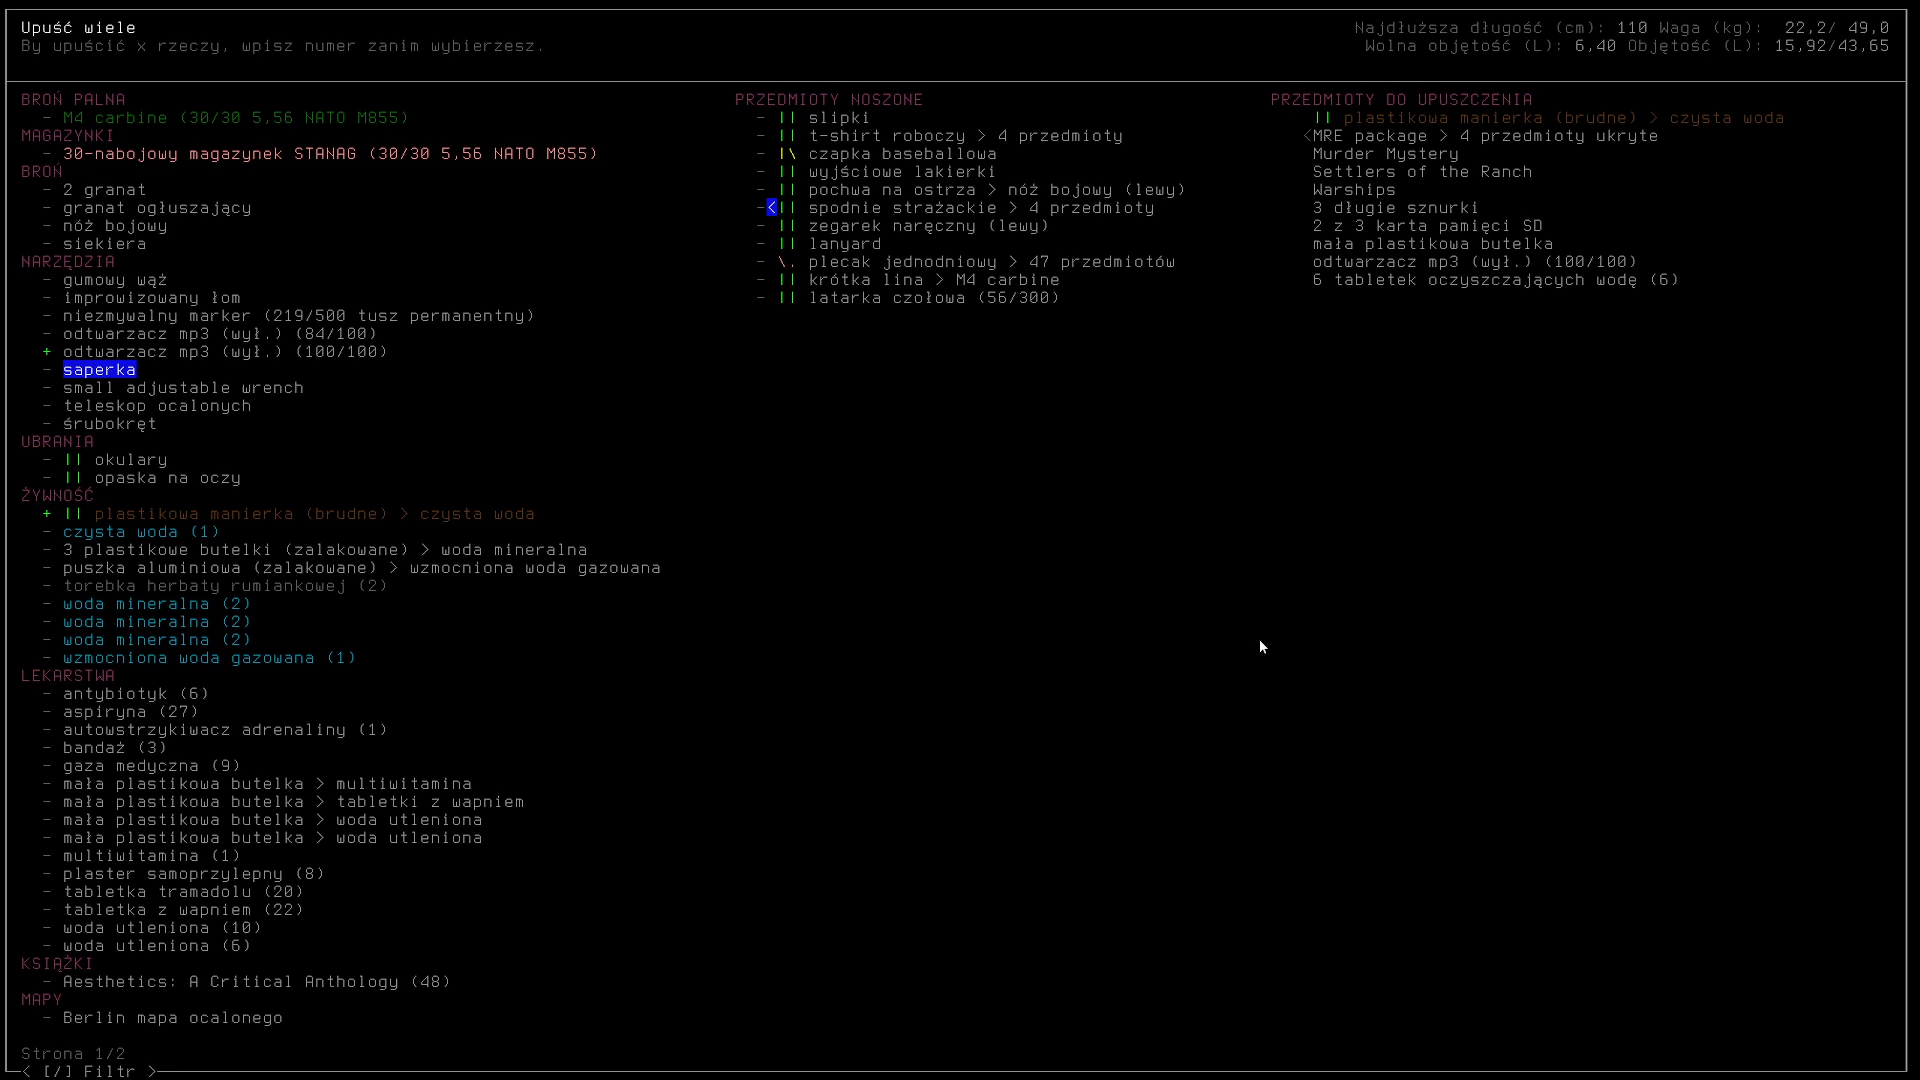 Upuść wiele
By upuścić x rzeczy, wpisz numer zanim wybierzesz.
Najdłuższa długość (cm): 110 Waga (kg):  22,2/ 49,0
Wolna objętość (L): 6,40 Objętość (L): 15,92/43,65
BROŃ PALNA
- M4 carbine (30/30 5,56 NATO M855)
MAGAZYNKI
- 30-nabojowy magazynek STANAG (30/30 5,56 NATO M855)
BROŃ
- 2 granat
- granat ogłuszający
- nóż bojowy
- siekiera
NARZĘDZIA
- gumowy wąż
- improwizowany łom
- niezmywalny marker (219/500 tusz permanentny)
- odtwarzacz mp3 (wył.) (84/100)
+ odtwarzacz mp3 (wył.) (100/100)
- saperka
- small adjustable wrench
- teleskop ocalonych
- śrubokręt
UBRANIA
- || okulary
- || opaska na oczy
ŻYWNOŚĆ
+ || plastikowa manierka (brudne) > czysta woda
- czysta woda (1)
- 3 plastikowe butelki (zalakowane) > woda mineralna
- puszka aluminiowa (zalakowane) > wzmocniona woda gazowana
- torebka herbaty rumiankowej (2)
- woda mineralna (2)
- woda mineralna (2)
- woda mineralna (2)
- wzmocniona woda gazowana (1)
LEKARSTWA
- antybiotyk (6)
- aspiryna (27)
- autowstrzykiwacz adrenaliny (1)
- bandaż (3)
- gaza medyczna (9)
- mała plastikowa butelka > multiwitamina
- mała plastikowa butelka > tabletki z wapniem
- mała plastikowa butelka > woda utleniona
- mała plastikowa butelka > woda utleniona
- multiwitamina (1)
- plaster samoprzylepny (8)
- tabletka tramadolu (20)
- tabletka z wapniem (22)
- woda utleniona (10)
- woda utleniona (6)
KSIĄŻKI
- Aesthetics: A Critical Anthology (48)
MAPY
- Berlin mapa ocalonego
PRZEDMIOTY NOSZONE
- || slipki
- || t-shirt roboczy > 4 przedmioty
- |\ czapka baseballowa
- || wyjściowe lakierki
- || pochwa na ostrza > nóż bojowy (lewy)
-<|| spodnie strażackie > 4 przedmioty
- || zegarek naręczny (lewy)
- || lanyard
- \. plecak jednodniowy > 47 przedmiotów
- || krótka lina > M4 carbine
- || latarka czołowa (56/300)
PRZEDMIOTY DO UPUSZCZENIA
|| plastikowa manierka (brudne) > czysta woda
<MRE package > 4 przedmioty ukryte
Murder Mystery
Settlers of the Ranch
Warships
3 długie sznurki
2 z 3 karta pamięci SD
mała plastikowa butelka
odtwarzacz mp3 (wył.) (100/100)
6 tabletek oczyszczających wodę (6)
Strona 1/2
< [/] Filtr >